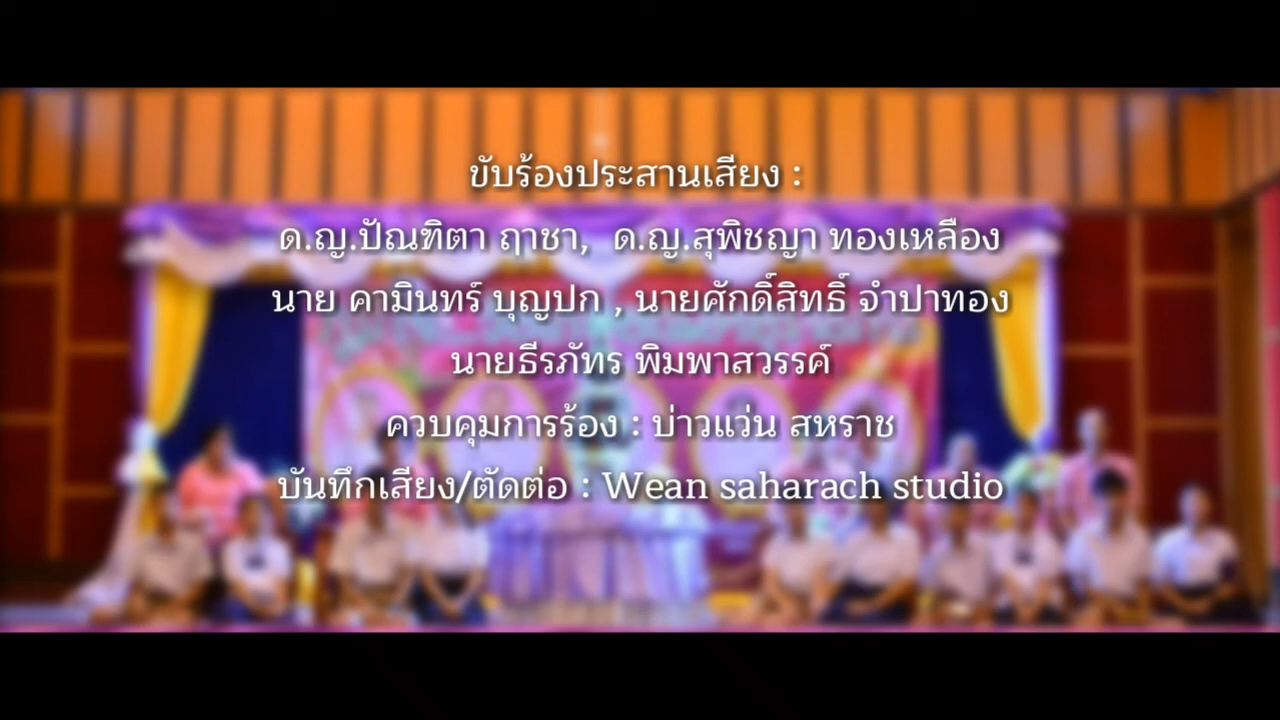 ขับร้องประสานเสียง :
ด.ญ.ปัณฑิตา ฤาชา, ด.ญ.สุพิชญา ทองเหลือง
นาย คามินทร์ บุญปก , นายศักดิ์สิทธิ์ จำปาทอง
นายธีรภัทร พิมพาสวรรค์
ควบคุมการร้อง : บ่าวแว่น สหราช
บันทึกเสียง/ตัดต่อ : Wean saharach studio